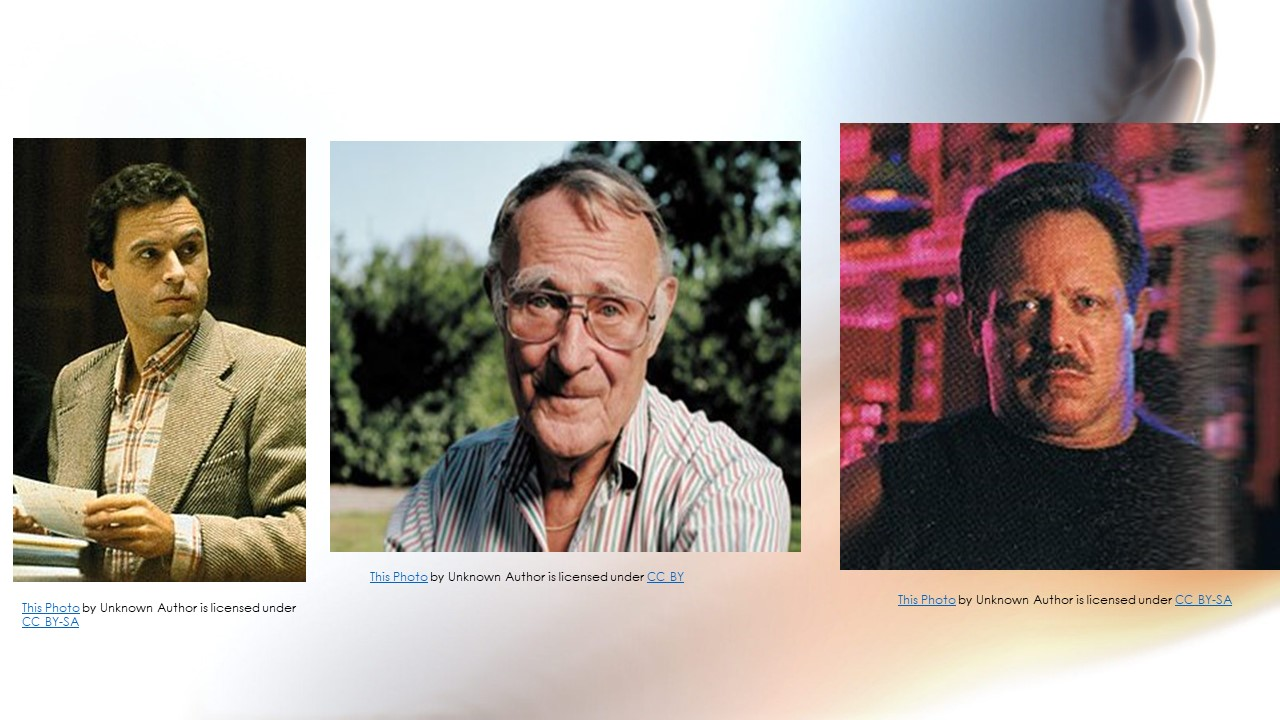 This Photo by Unknown Author is licensed under
CC BY-SA
This Photo by Unknown Author is licensed under CC BY
This Photo by Unknown Author is licensed under CC BY-SA